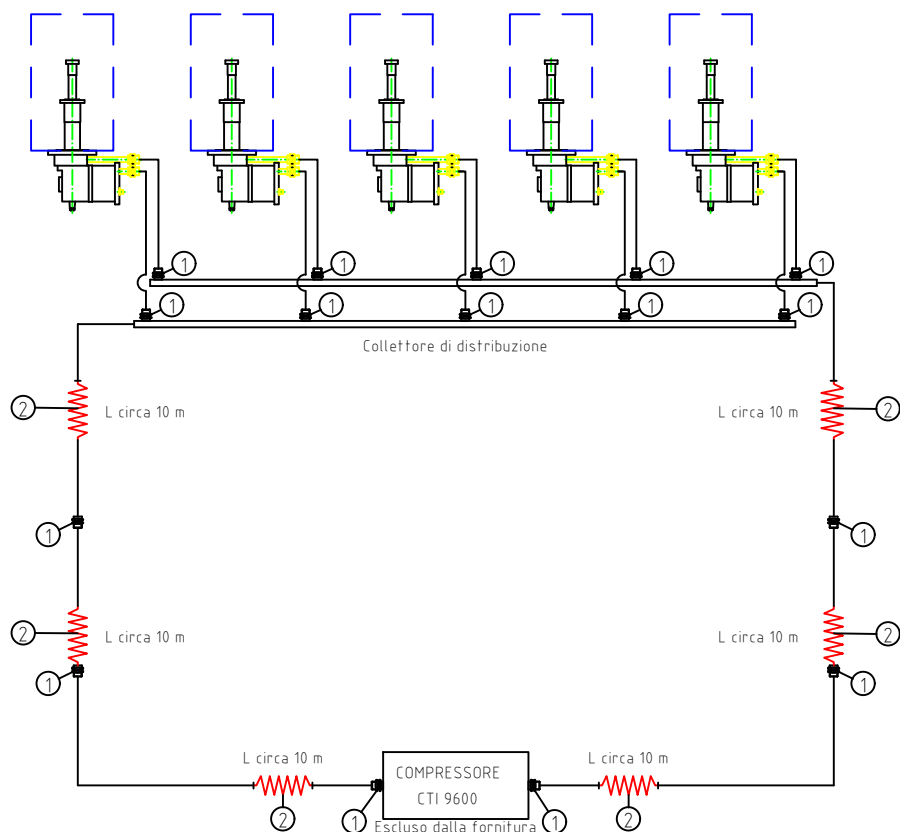 1 1 1 1 1
1 1 1 1 1
Collettore di distribuzione
2 L circa 10 m L circa 10 m 2
1 1
2 L circa 10 m L circa 10 m 2
1 1
L circa 10 m L circa 10 m
COMPRESSORE
CTI 9600
2 1 1 2
Escluso dalla fornitura